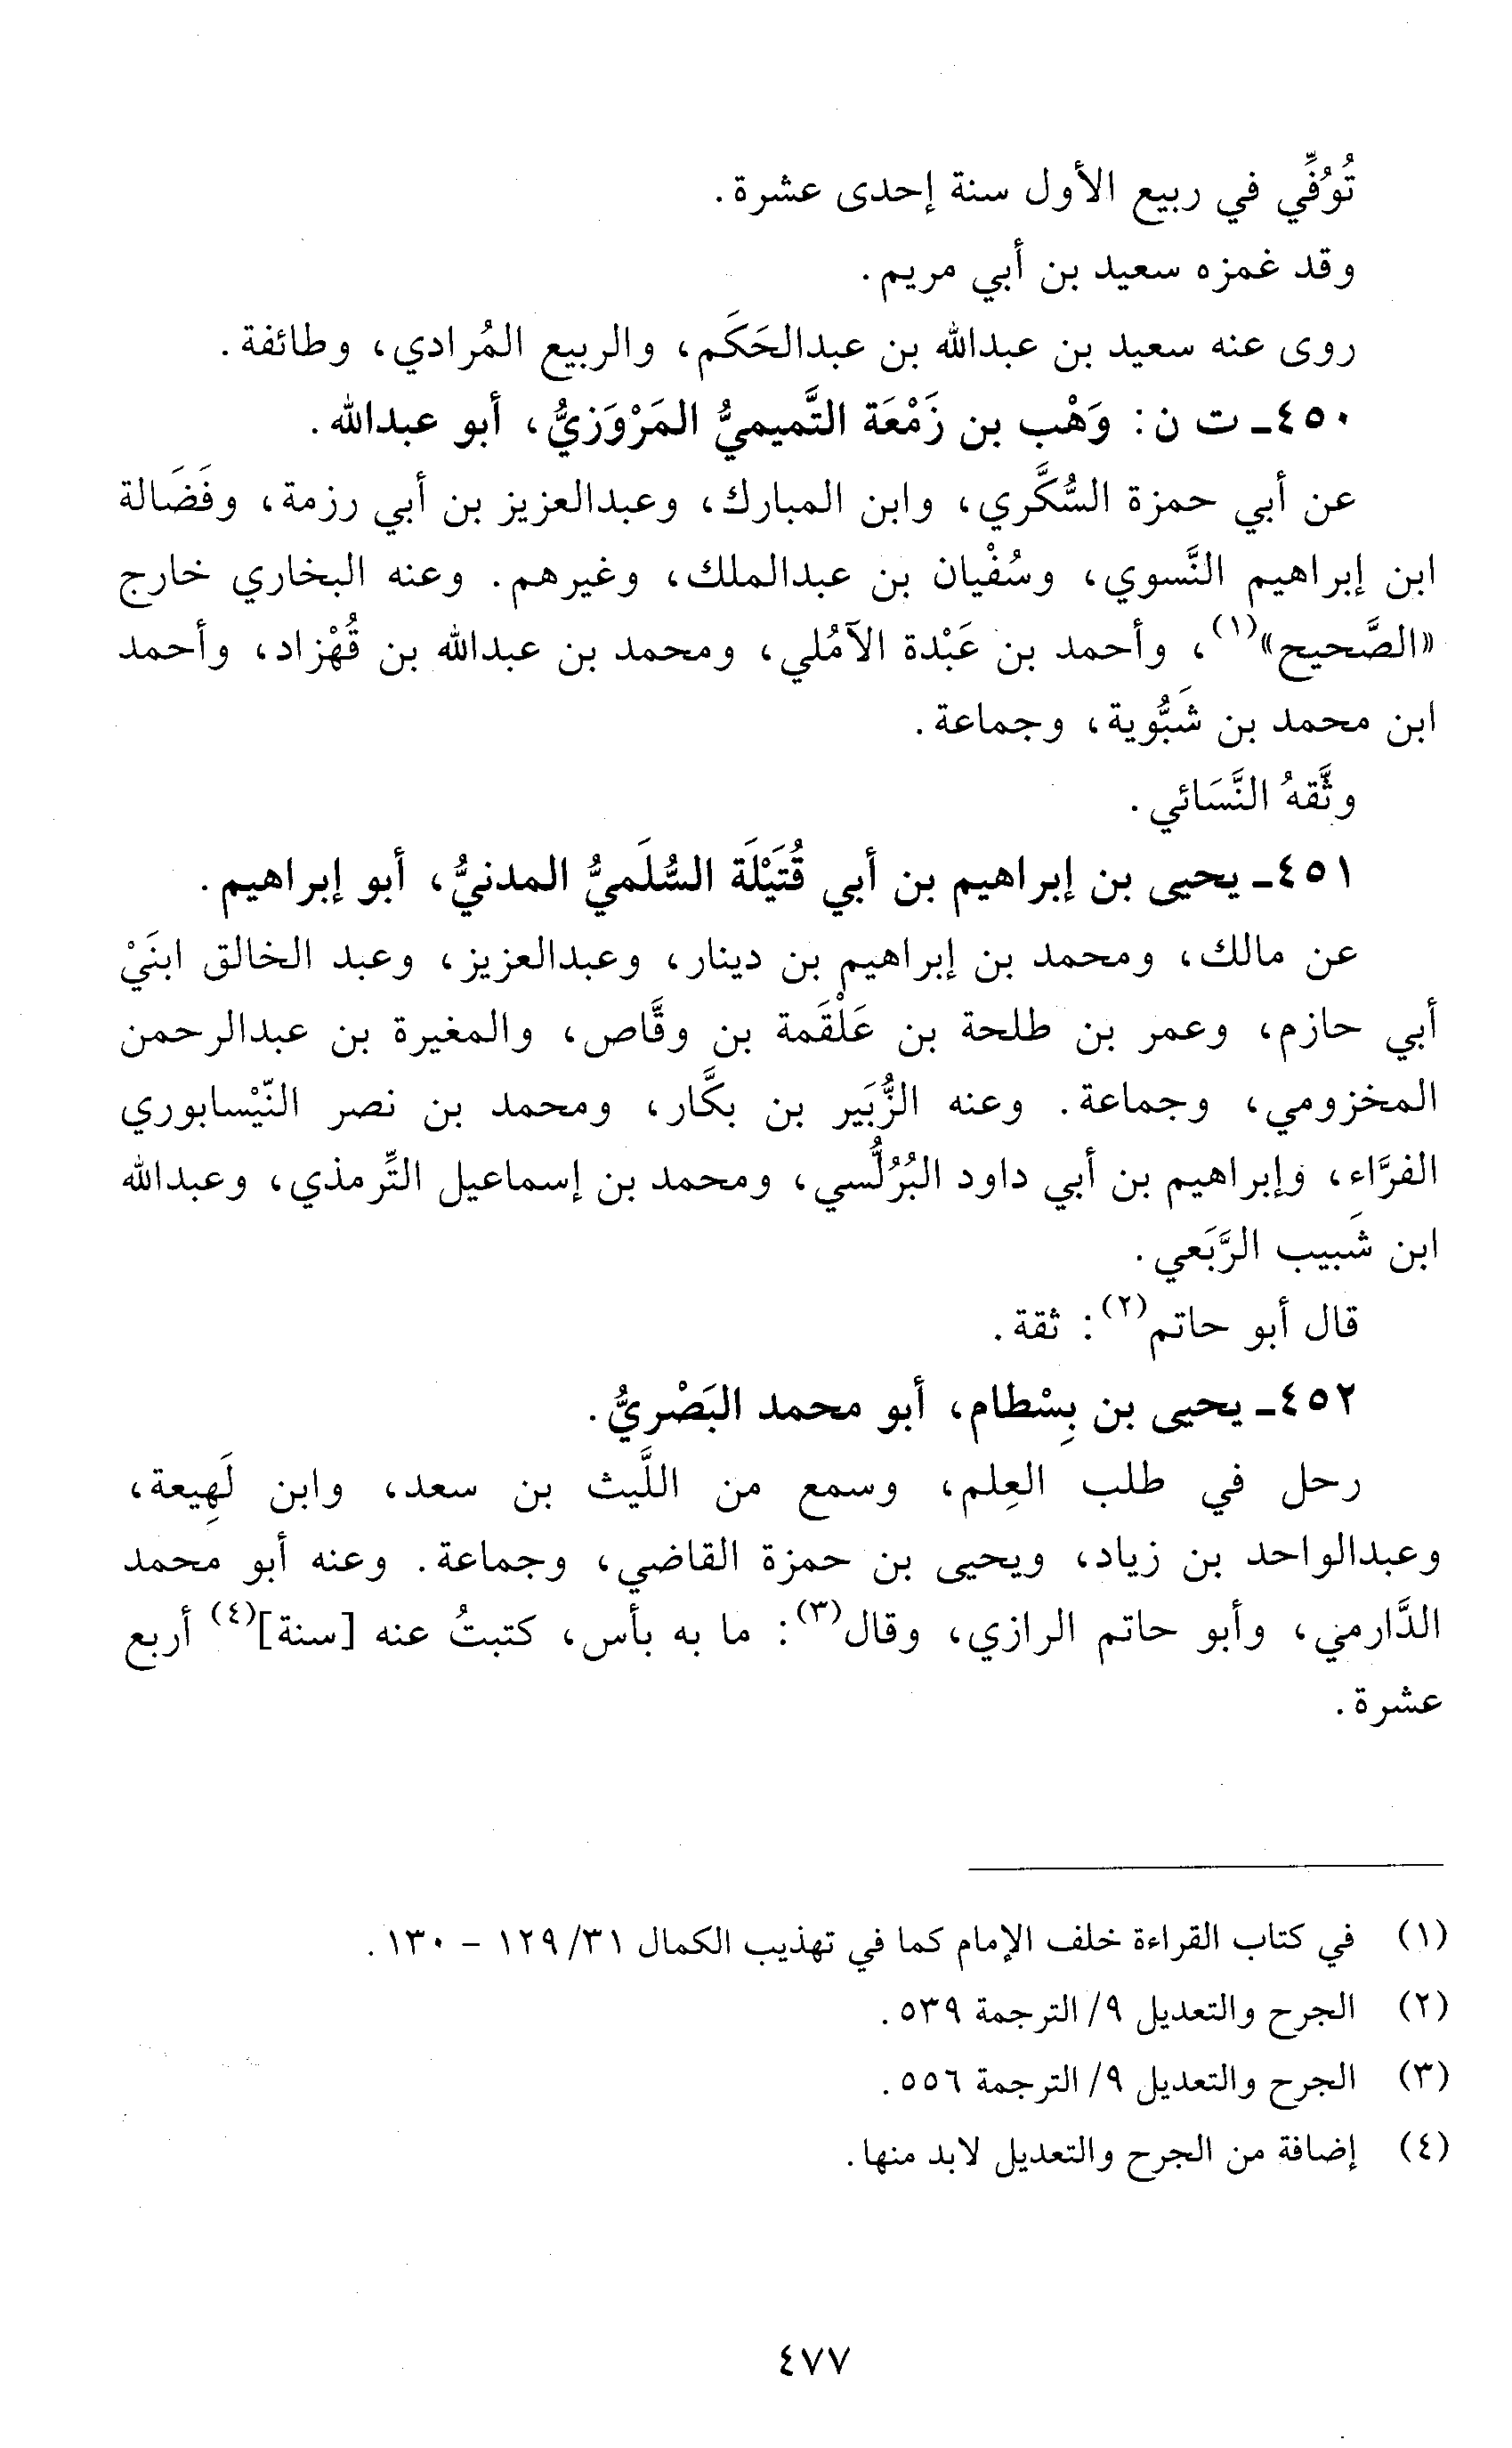 تُوُفِّي في ربيع الأول سنة إحدى عشرة.
وقد غمزه سعيد بن أبي مريم.
روى عنه سعيد بن عبدالله بن عبدالحَكَم، والربيع المُرادي، وطائفة.
٤٥٠ـ ت ن: وَهْب بن زَمْعَة التَّميميُّ المَرْوَزيُّ، أبو عبدالله.
عن أبي حمزة السُّكَّري، وابن المبارك، وعبدالعزيز بن أبي رزمة، وفَضَالة
ابن إبراهيم النَّسوي، وسُفْيان بن عبدالملك، وغيرهم. وعنه البخاري خارج
«الصَّحيح»(١)، وأحمد بن عَبْدة الآمُلي، ومحمد بن عبدالله بن قُهْزاد، وأحمد
ابن محمد بن شَبُّوية، وجماعة.
وثَّقهُ النَّسَائي.
٤٥١ـ يحيى بن إبراهيم بن أبي قُتَيْلَة السُّلَميُّ المدنيُّ، أبو إبراهيم.
عن مالك، ومحمد بن إبراهيم بن دينار، وعبدالعزيز، وعبد الخالق ابنَيْ
أبي حازم، وعمر بن طلحة بن عَلْقَمة بن وقَّاص، والمغيرة بن عبدالرحمن
المخزومي، وجماعة. وعنه الزُّبَير بن بكَّار، ومحمد بن نصر النَّيْسابوري
الفرَّاء، وإبراهيم بن أبي داود البُرُلُّسي، ومحمد بن إسماعيل التِّرمذي، وعبدالله
ابن شَبيب الرَّبَعي.
قال أبو حاتم(٢): ثقة.
٤٥٢ـ يحيى بن بِسْطام، أبو محمد البَصْريُّ.
رحل في طلب العِلم، وسمع من اللَّيث بن سعد، وابن لَهِيعة،
وعبدالواحد بن زياد، ويحيى بن حمزة القاضي، وجماعة. وعنه أبو محمد
الدَّارمي، وأبو حاتم الرازي، وقال(٣): ما به بأس، كتبتُ عنه [سنة](٤) أربع
عشرة.
(١) في كتاب القراءة خلف الإمام كما في تهذيب الكمال ٣١/ ١٢٩ - ١٣٠.
(٢) الجرح والتعديل ٩/ الترجمة ٥٣٩.
(٣) الجرح والتعديل ٩/ الترجمة ٥٥٦.
(٤) إضافة من الجرح والتعديل لابد منها.
٤٧٧